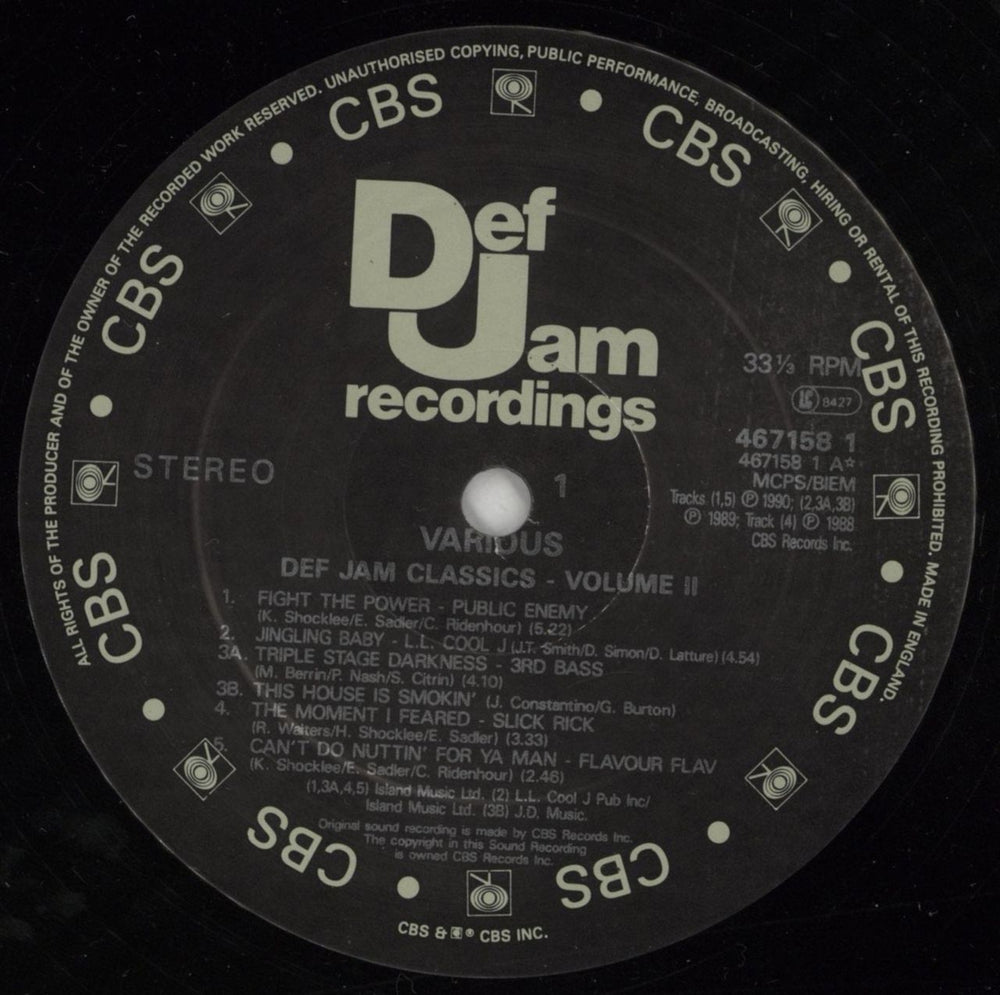 ALL RIGHTS OF THE PRODUCER AND OF THE OWNER OF THE RECORDED WORK RESERVED. UNAUTHORISED COPYING, PUBLIC PERFORMANCE, BROADCASTING, HIRING OR RENTAL OF THIS RECORDING PROHIBITED. MADE IN ENGLAND.
CBS
CBS
CBS
CBS
CBS
CBS
CBS
CBS
Def
Jam
recordings
33⅓ RPM
LC 8427
467158 1
467158 1 A☆
MCPS/BIEM
Tracks (1,5) ℗ 1990; (2,3A,3B)
℗ 1989; Track (4) ℗ 1988
CBS Records Inc.
STEREO
1
VARIOUS
DEF JAM CLASSICS - VOLUME II
1. FIGHT THE POWER - PUBLIC ENEMY
(K. Shocklee/E. Sadler/C. Ridenhour) (5.22)
2. JINGLING BABY - L.L. COOL J (J.T. Smith/D. Simon/D. Latture) (4.54)
3A. TRIPLE STAGE DARKNESS - 3RD BASS
(M. Berrin/P. Nash/S. Citrin) (4.10)
3B. THIS HOUSE IS SMOKIN' (J. Constantino/G. Burton)
4. THE MOMENT I FEARED - SLICK RICK
(R. Walters/H. Shocklee/E. Sadler) (3.33)
5. CAN'T DO NUTTIN' FOR YA MAN - FLAVOUR FLAV
(K. Shocklee/E. Sadler/C. Ridenhour) (2.46)
(1,3A,4,5) Island Music Ltd. (2) L.L. Cool J Pub Inc/
Island Music Ltd. (3B) J.D. Music.
Original sound recording is made by CBS Records Inc.
The copyright in this Sound Recording
is owned CBS Records Inc.
CBS & ® CBS INC.